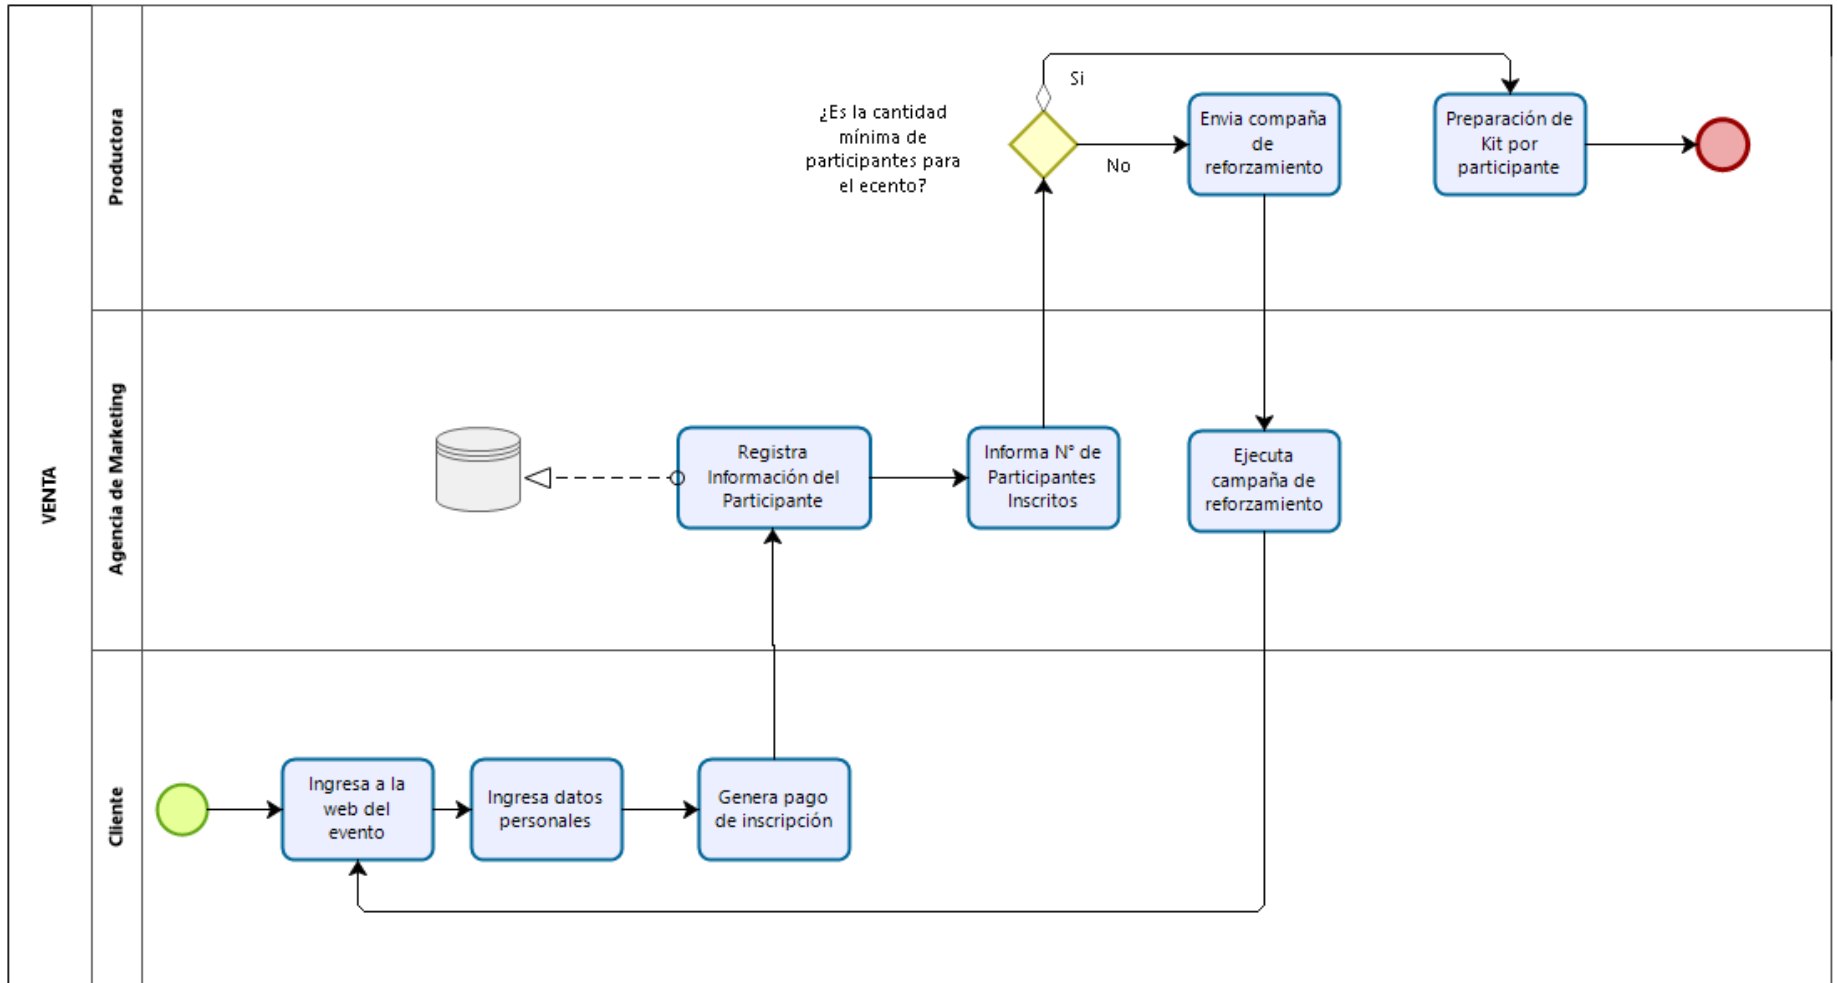 VENTA
Productora
¿Es la cantidad
mínima de
participantes para
el ecento?
Si
No
Envia compaña
de
reforzamiento
Preparación de
Kit por
participante
Agencia de Marketing
Registra
Información del
Participante
Informa N° de
Participantes
Inscritos
Ejecuta
campaña de
reforzamiento
Cliente
Ingresa a la
web del
evento
Ingresa datos
personales
Genera pago
de inscripción